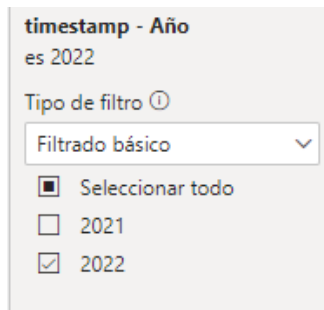 timestamp - Año
es 2022
Tipo de filtro ⓘ
Filtrado básico
Seleccionar todo
2021
2022